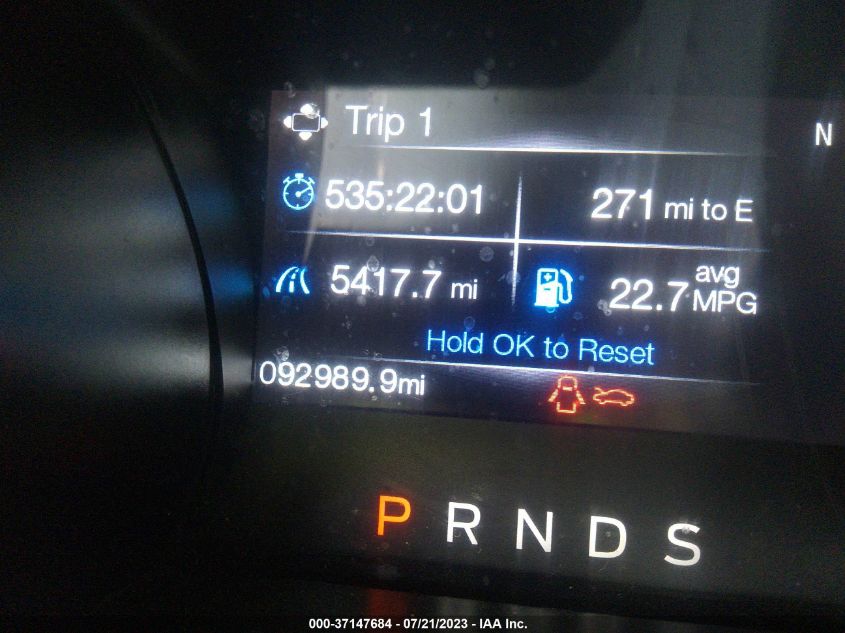 Trip 1
N
535:22:01
271 mi to E
5417.7 mi
22.7 avg MPG
Hold OK to Reset
092989.9mi
P R N D S
000-37147684 - 07/21/2023 - IAA Inc.